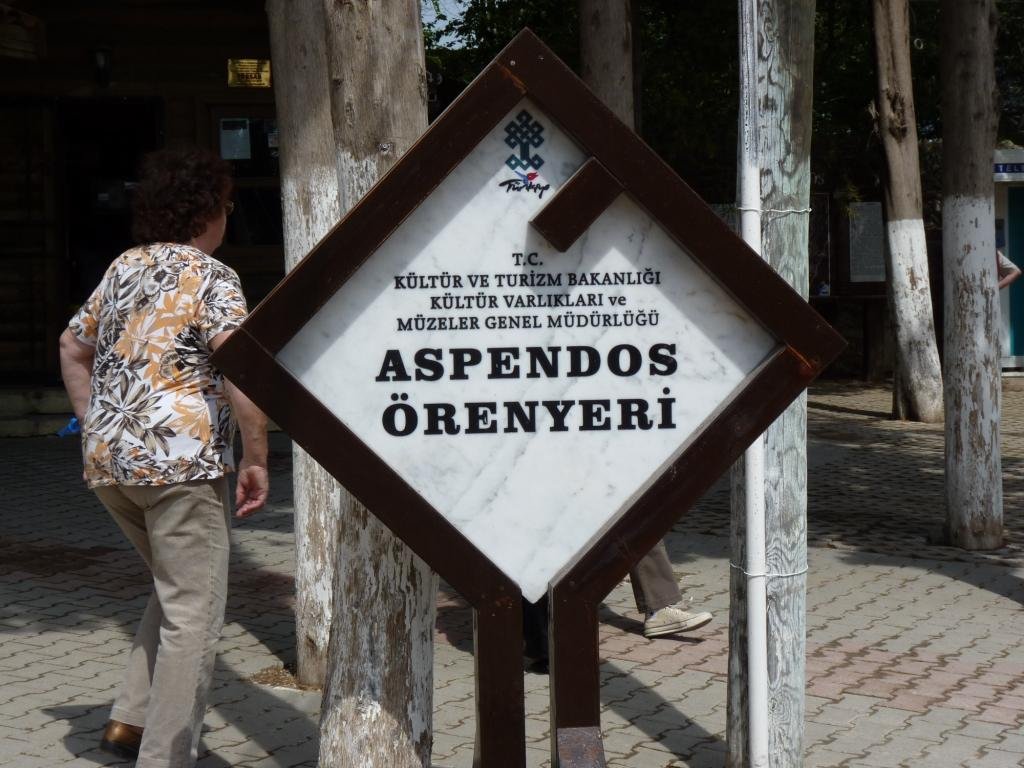 Türkiye
T.C.
KÜLTÜR VE TURİZM BAKANLIĞI
KÜLTÜR VARLIKLARI ve
MÜZELER GENEL MÜDÜRLÜĞÜ
ASPENDOS
ÖRENYERİ